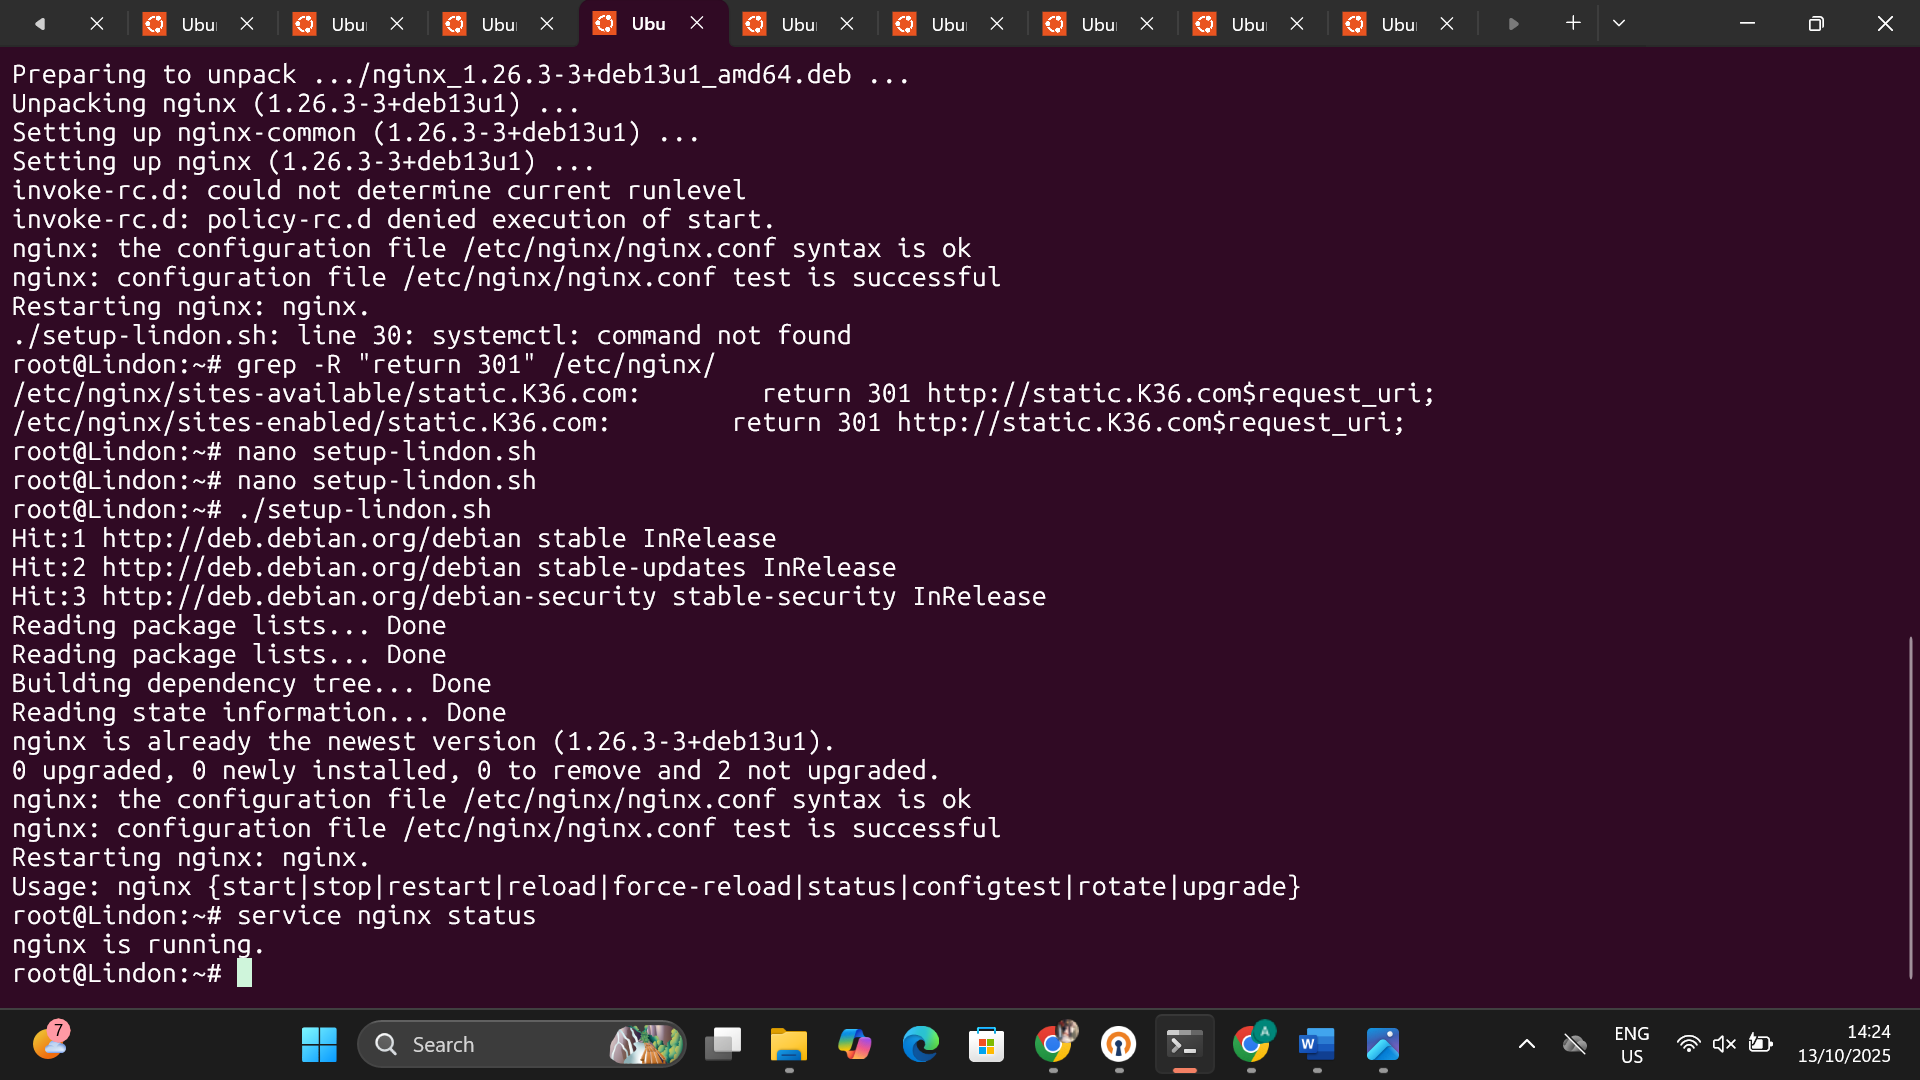 Ubu
Ubu
Ubu
Ubu
Ubu
Ubu
Ubu
Ubu
Ubu
Preparing to unpack .../nginx_1.26.3-3+deb13u1_amd64.deb ...
Unpacking nginx (1.26.3-3+deb13u1) ...
Setting up nginx-common (1.26.3-3+deb13u1) ...
Setting up nginx (1.26.3-3+deb13u1) ...
invoke-rc.d: could not determine current runlevel
invoke-rc.d: policy-rc.d denied execution of start.
nginx: the configuration file /etc/nginx/nginx.conf syntax is ok
nginx: configuration file /etc/nginx/nginx.conf test is successful
Restarting nginx: nginx.
./setup-lindon.sh: line 30: systemctl: command not found
root@Lindon:~# grep -R "return 301" /etc/nginx/
/etc/nginx/sites-available/static.K36.com:        return 301 http://static.K36.com$request_uri;
/etc/nginx/sites-enabled/static.K36.com:        return 301 http://static.K36.com$request_uri;
root@Lindon:~# nano setup-lindon.sh
root@Lindon:~# nano setup-lindon.sh
root@Lindon:~# ./setup-lindon.sh
Hit:1 http://deb.debian.org/debian stable InRelease
Hit:2 http://deb.debian.org/debian stable-updates InRelease
Hit:3 http://deb.debian.org/debian-security stable-security InRelease
Reading package lists... Done
Reading package lists... Done
Building dependency tree... Done
Reading state information... Done
nginx is already the newest version (1.26.3-3+deb13u1).
0 upgraded, 0 newly installed, 0 to remove and 2 not upgraded.
nginx: the configuration file /etc/nginx/nginx.conf syntax is ok
nginx: configuration file /etc/nginx/nginx.conf test is successful
Restarting nginx: nginx.
Usage: nginx {start|stop|restart|reload|force-reload|status|configtest|rotate|upgrade}
root@Lindon:~# service nginx status
nginx is running.
root@Lindon:~#
7
Search
A
W
ENG
US
14:24
13/10/2025